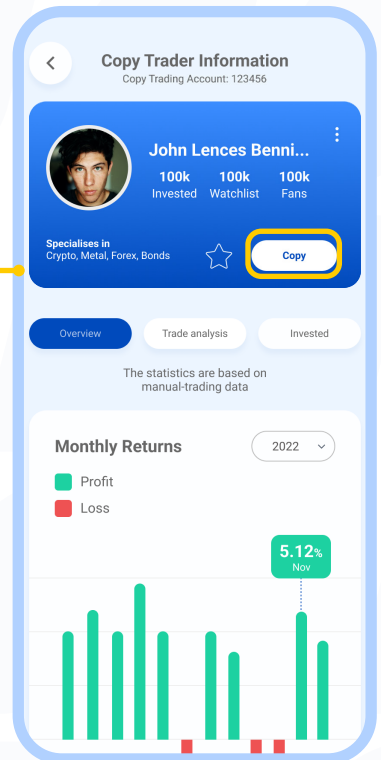 Copy Trader Information
Copy Trading Account: 123456
John Lences Benni...
100k 100k 100k
Invested Watchlist Fans
Specialises in
Crypto, Metal, Forex, Bonds
Copy
Overview Trade analysis Invested
The statistics are based on
manual-trading data
Monthly Returns 2022
Profit
Loss
5.12%
Nov